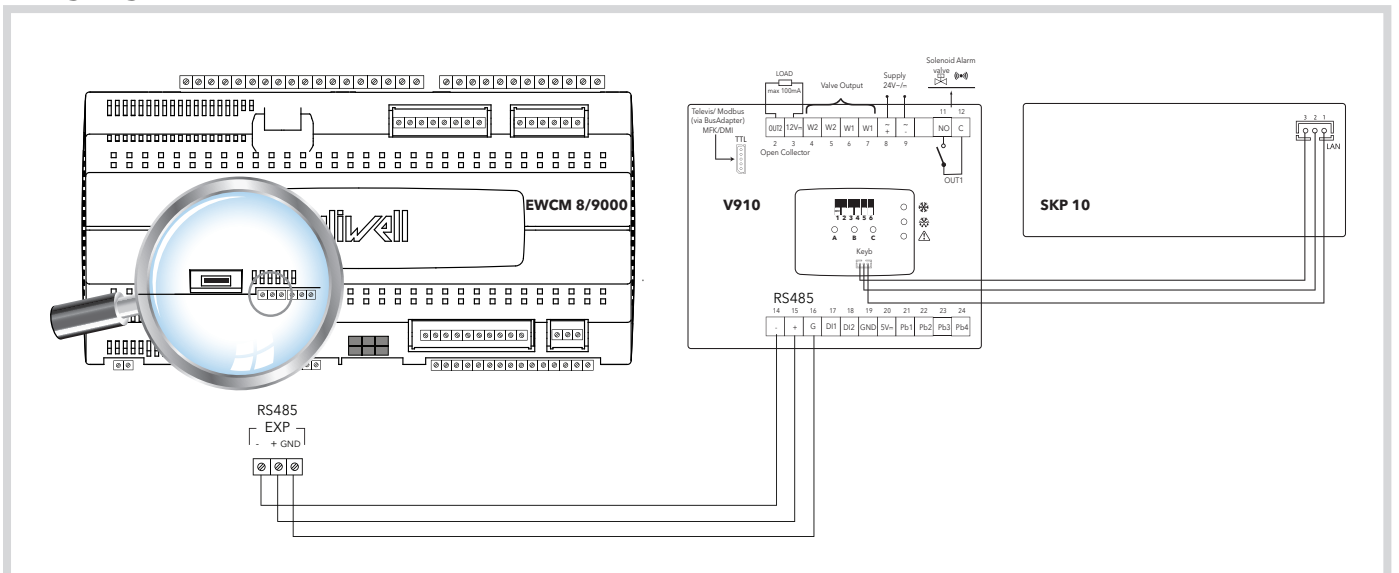 Solenoid Alarm
valve
LOAD
max 100mA
Valve Output
Supply
24V~/=
Televis/ Modbus
(via BusAdapter)
MFK/DMI
TTL
11 12
OUT2 12V= W2 W2 W1 W1 ~ + ~ - NO C
2 3 4 5 6 7 8 9
Open Collector
OUT1
3 2 1
LAN
EWCM 8/9000
V910
SKP 10
1 2 3 4 5 6
A B C
Keyb
RS485
14 15 16 17 18 19 20 21 22 23 24
- + G DI1 DI2 GND 5V= Pb1 Pb2 Pb3 Pb4
RS485
EXP
- + GND